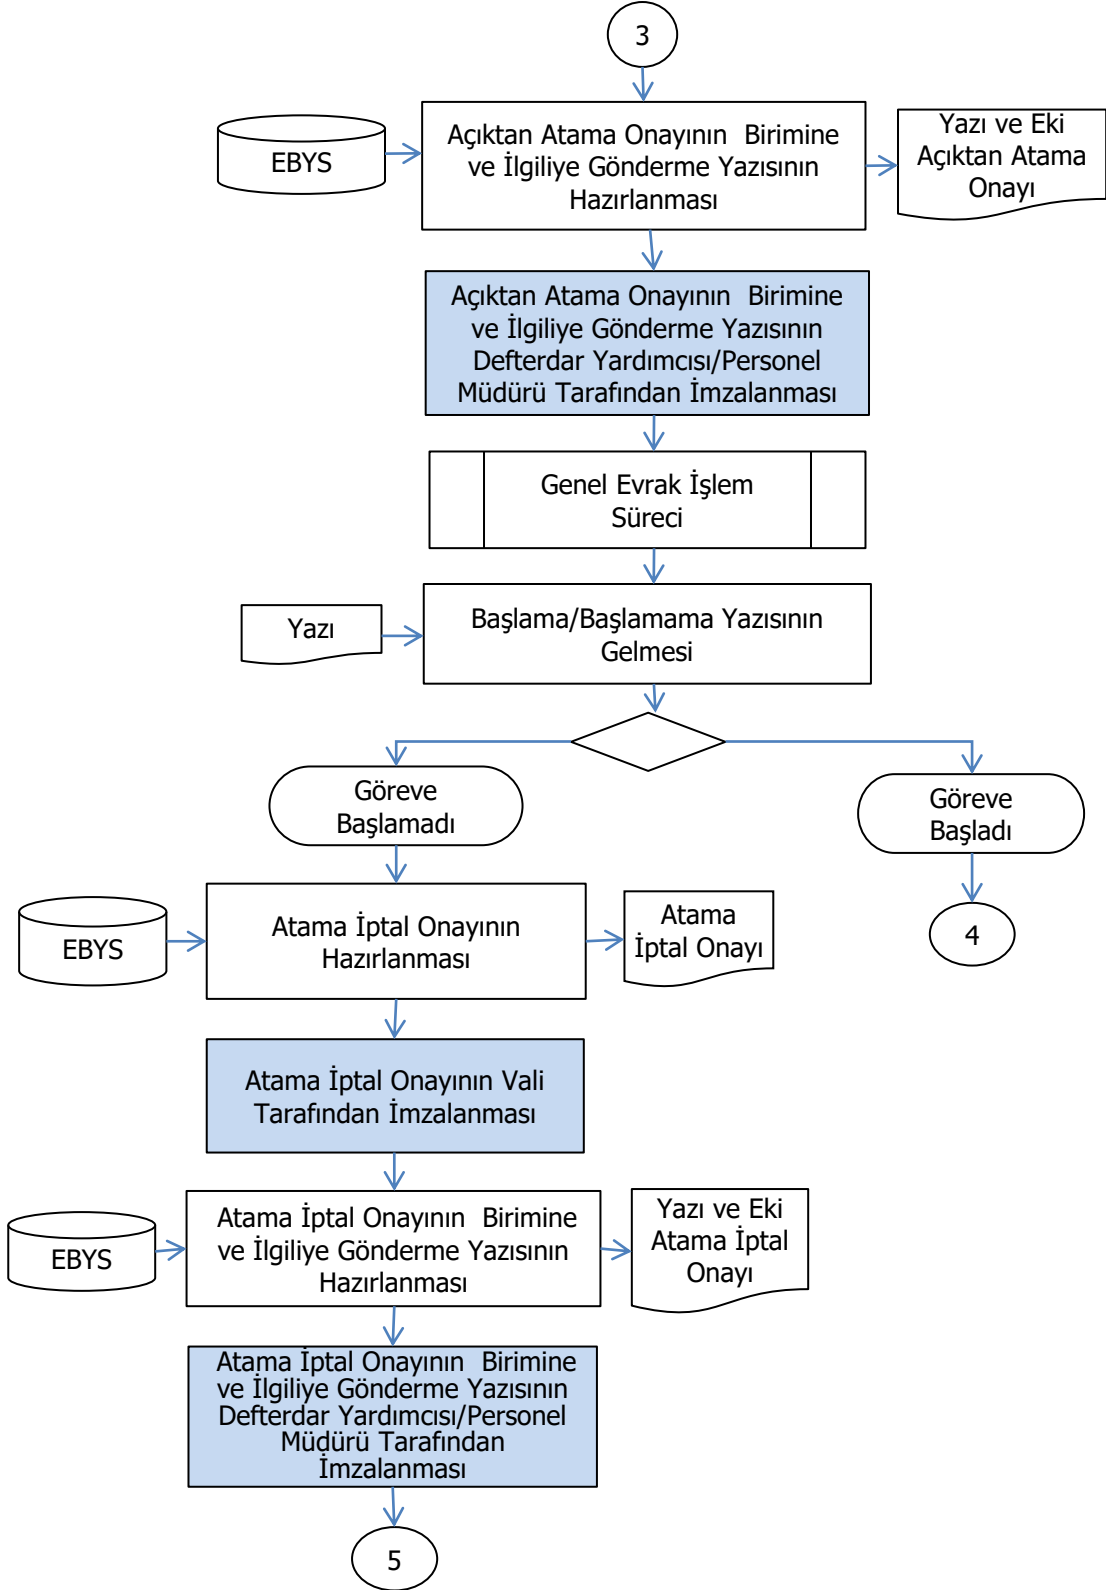 3
EBYS
Açıktan Atama Onayının  Birimine
ve İlgiliye Gönderme Yazısının
Hazırlanması
Yazı ve Eki
Açıktan Atama
Onayı
Açıktan Atama Onayının  Birimine
ve İlgiliye Gönderme Yazısının
Defterdar Yardımcısı/Personel
Müdürü Tarafından İmzalanması
Genel Evrak İşlem
Süreci
Yazı
Başlama/Başlamama Yazısının
Gelmesi
Göreve
Başlamadı
Göreve
Başladı
EBYS
Atama İptal Onayının
Hazırlanması
Atama
İptal Onayı
4
Atama İptal Onayının Vali
Tarafından İmzalanması
EBYS
Atama İptal Onayının  Birimine
ve İlgiliye Gönderme Yazısının
Hazırlanması
Yazı ve Eki
Atama İptal
Onayı
Atama İptal Onayının  Birimine
ve İlgiliye Gönderme Yazısının
Defterdar Yardımcısı/Personel
Müdürü Tarafından
İmzalanması
5